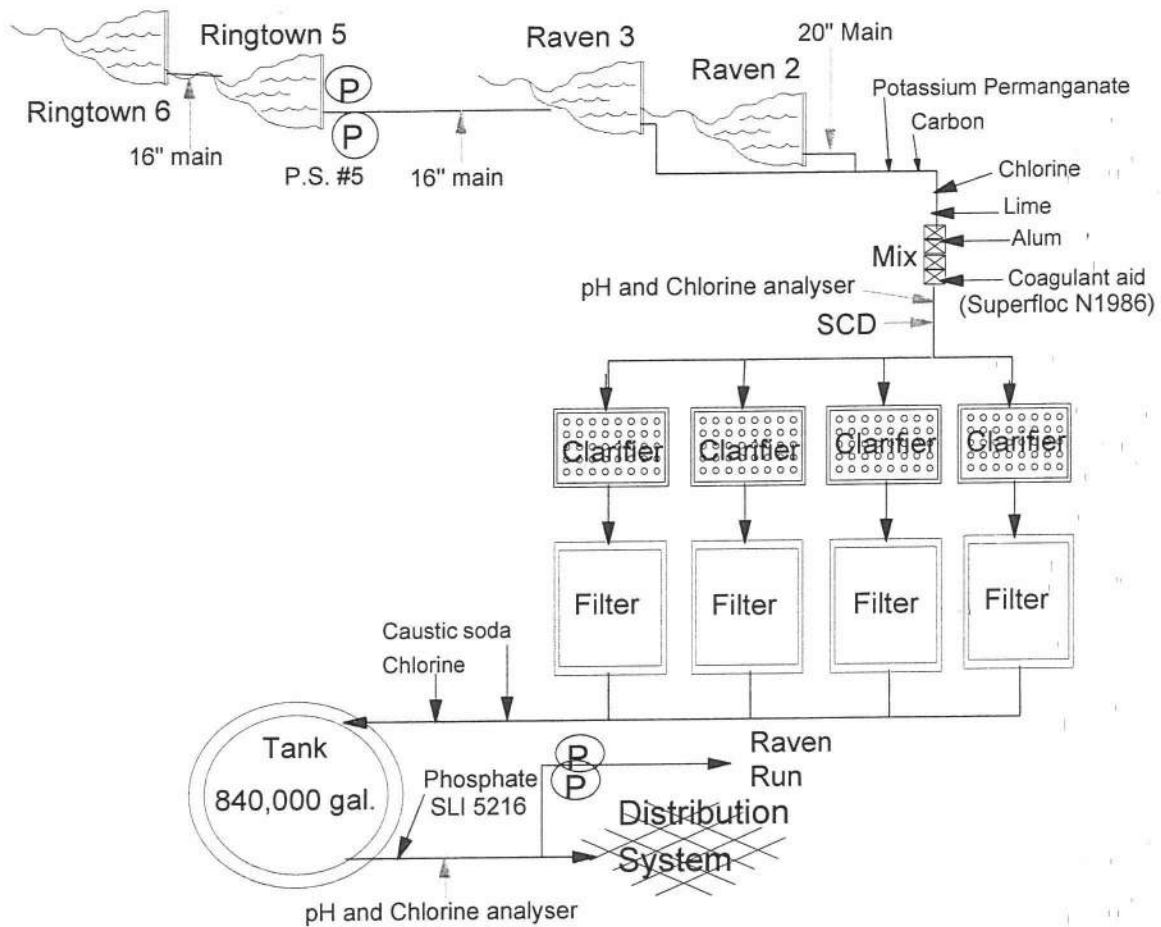 Ringtown 5
Ringtown 6
16" main
P
P
P.S. #5
16" main
Raven 3
Raven 2
20" Main
Potassium Permanganate
Carbon
Chlorine
Lime
Alum
Mix
Coagulant aid
(Superfloc N1986)
pH and Chlorine analyser
SCD
Clarifier
Clarifier
Clarifier
Clarifier
Filter
Filter
Filter
Filter
Caustic soda
Chlorine
Tank
840,000 gal.
Phosphate
SLI 5216
P
P
Raven
Run
Distribution
System
pH and Chlorine analyser